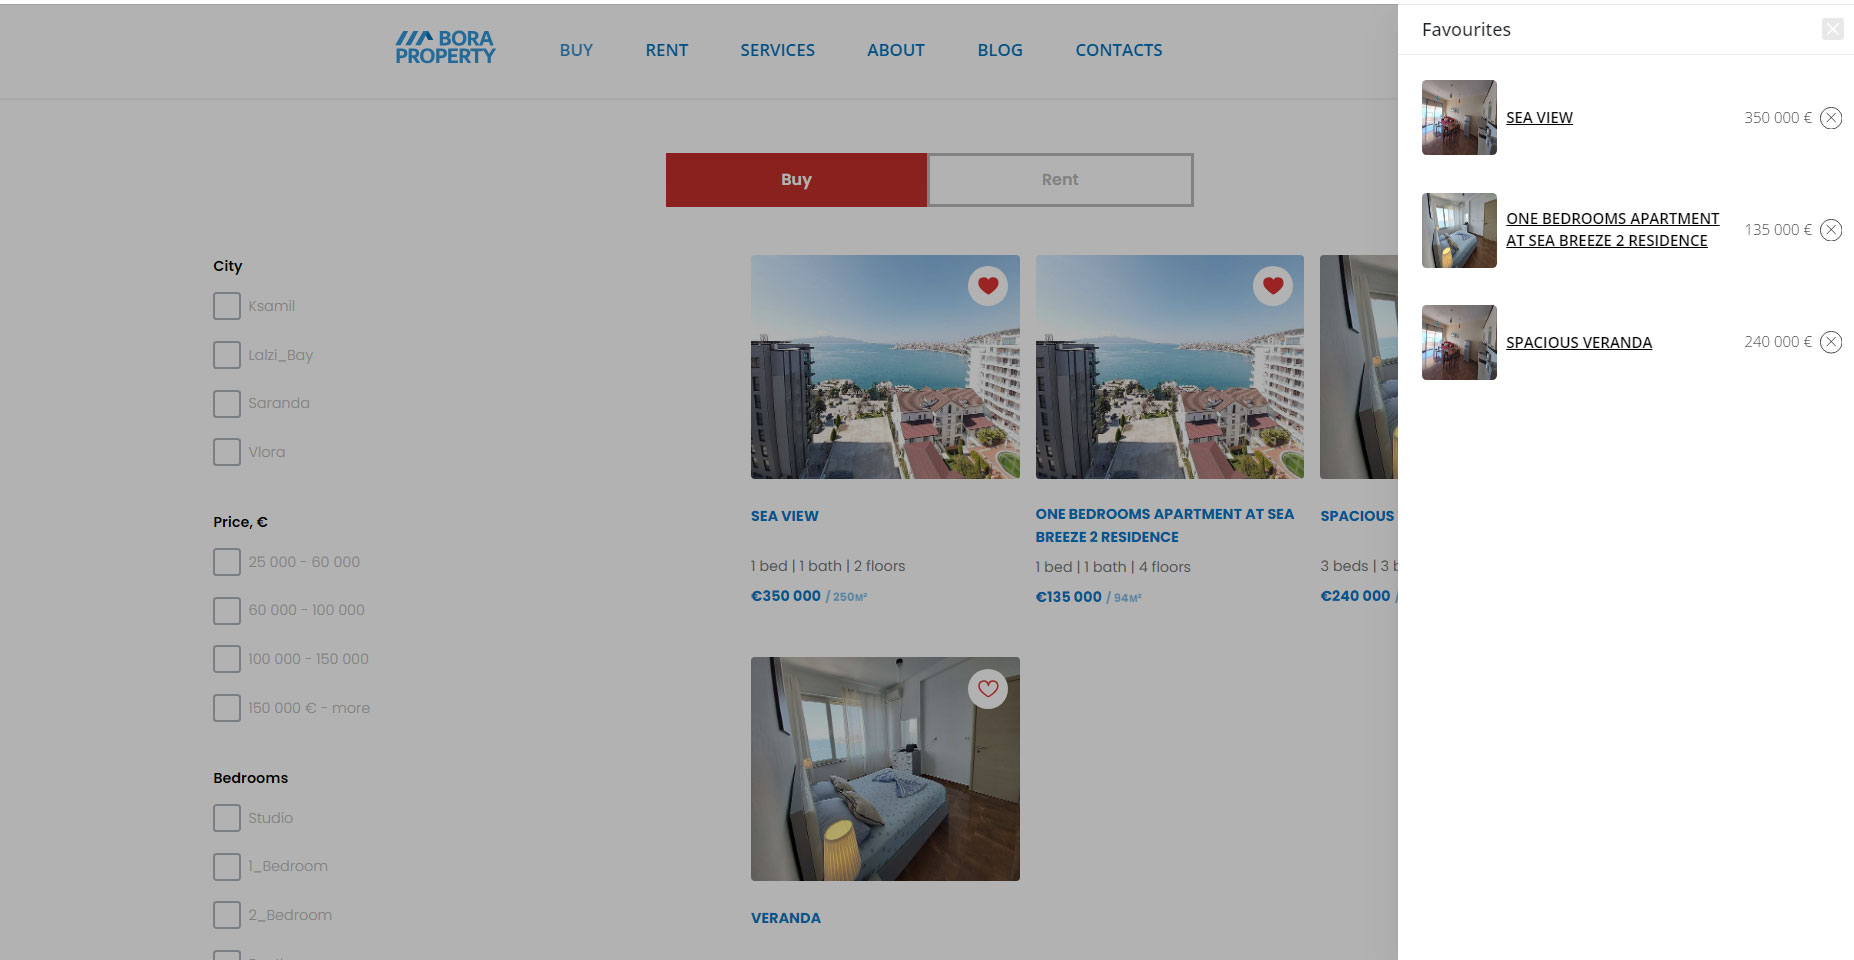 BORA
PROPERTY
BUY
RENT
SERVICES
ABOUT
BLOG
CONTACTS
Buy
Rent
City
Ksamil
Lalzi_Bay
Saranda
Vlora
Price, €
25 000 - 60 000
60 000 - 100 000
100 000 - 150 000
150 000 € - more
Bedrooms
Studio
1_Bedroom
2_Bedroom
SEA VIEW
1 bed | 1 bath | 2 floors
€350 000 / 250м²
ONE BEDROOMS APARTMENT AT SEA
BREEZE 2 RESIDENCE
1 bed | 1 bath | 4 floors
€135 000 / 94м²
SPACIOUS
3 beds | 3 b
€240 000 /
VERANDA
Favourites
SEA VIEW
350 000 €
ONE BEDROOMS APARTMENT
AT SEA BREEZE 2 RESIDENCE
135 000 €
SPACIOUS VERANDA
240 000 €